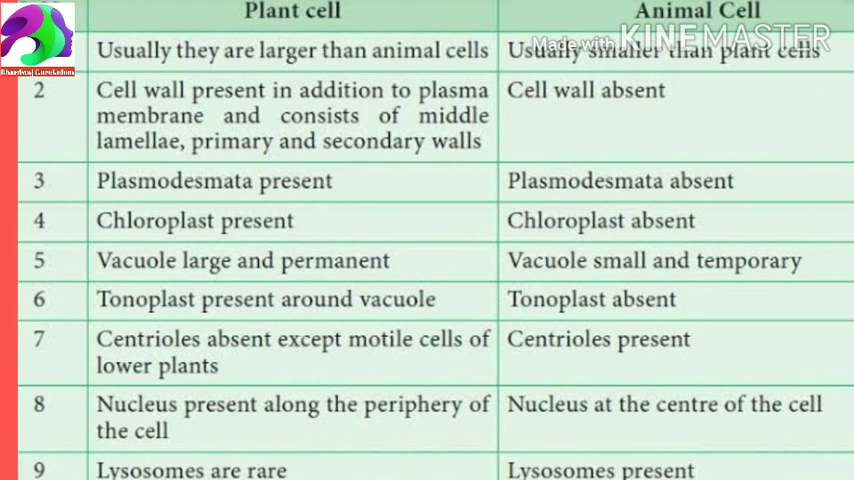 Plant cell
Animal Cell
Usually they are larger than animal cells
Usually smaller than plant cells
Made with KINEMASTER
2
Cell wall present in addition to plasma
membrane and consists of middle
lamellae, primary and secondary walls
Cell wall absent
3
Plasmodesmata present
Plasmodesmata absent
4
Chloroplast present
Chloroplast absent
5
Vacuole large and permanent
Vacuole small and temporary
6
Tonoplast present around vacuole
Tonoplast absent
7
Centrioles absent except motile cells of
lower plants
Centrioles present
8
Nucleus present along the periphery of
the cell
Nucleus at the centre of the cell
9
Lysosomes are rare
Lysosomes present